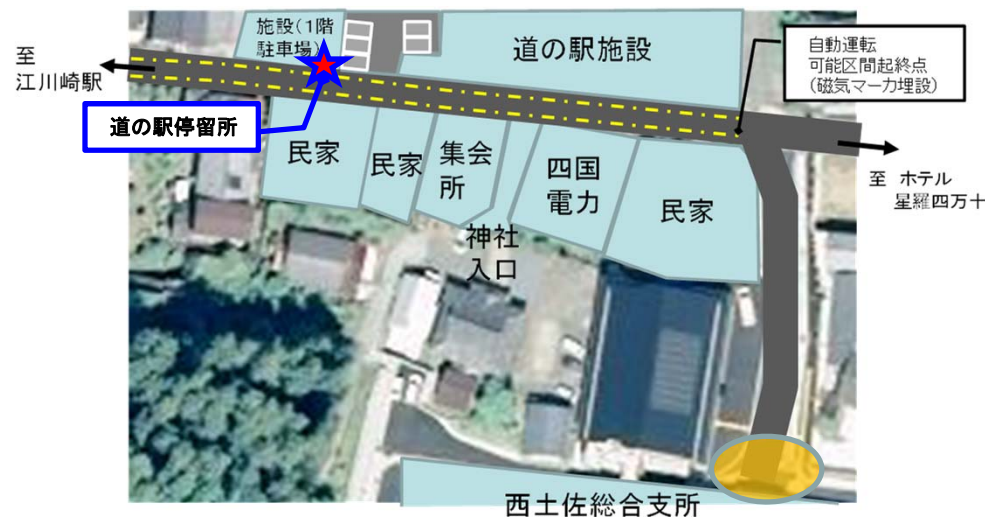 施設(1階
駐車場)
道の駅施設
自動運転
可能区間起終点
(磁気マーカ埋設)
至
江川崎駅
道の駅停留所
民家
民家
集会
所
四国
電力
民家
至 ホテル
星羅四万十
神社
入口
西土佐総合支所